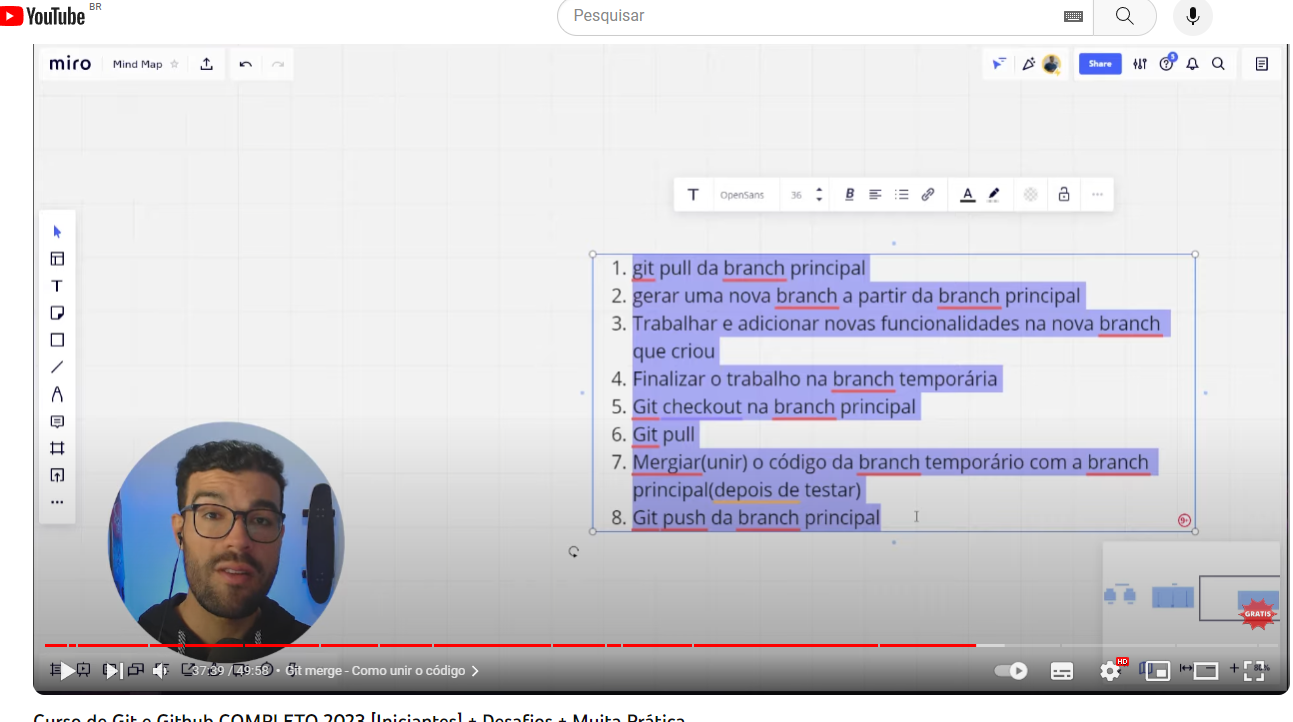 YouTube BR
Pesquisar
miro
Mind Map
Share
OpenSans
36
1. git pull da branch principal
2. gerar uma nova branch a partir da branch principal
3. Trabalhar e adicionar novas funcionalidades na nova branch
que criou
4. Finalizar o trabalho na branch temporária
5. Git checkout na branch principal
6. Git pull
7. Mergiar(unir) o código da branch temporário com a branch
principal(depois de testar)
8. Git push da branch principal
9+
GRATIS
37:39 / 49:58 • Git merge - Como unir o código
HD
Curso de Git e Github COMPLETO 2023 [Iniciantes] + Desafios + Muita Prática